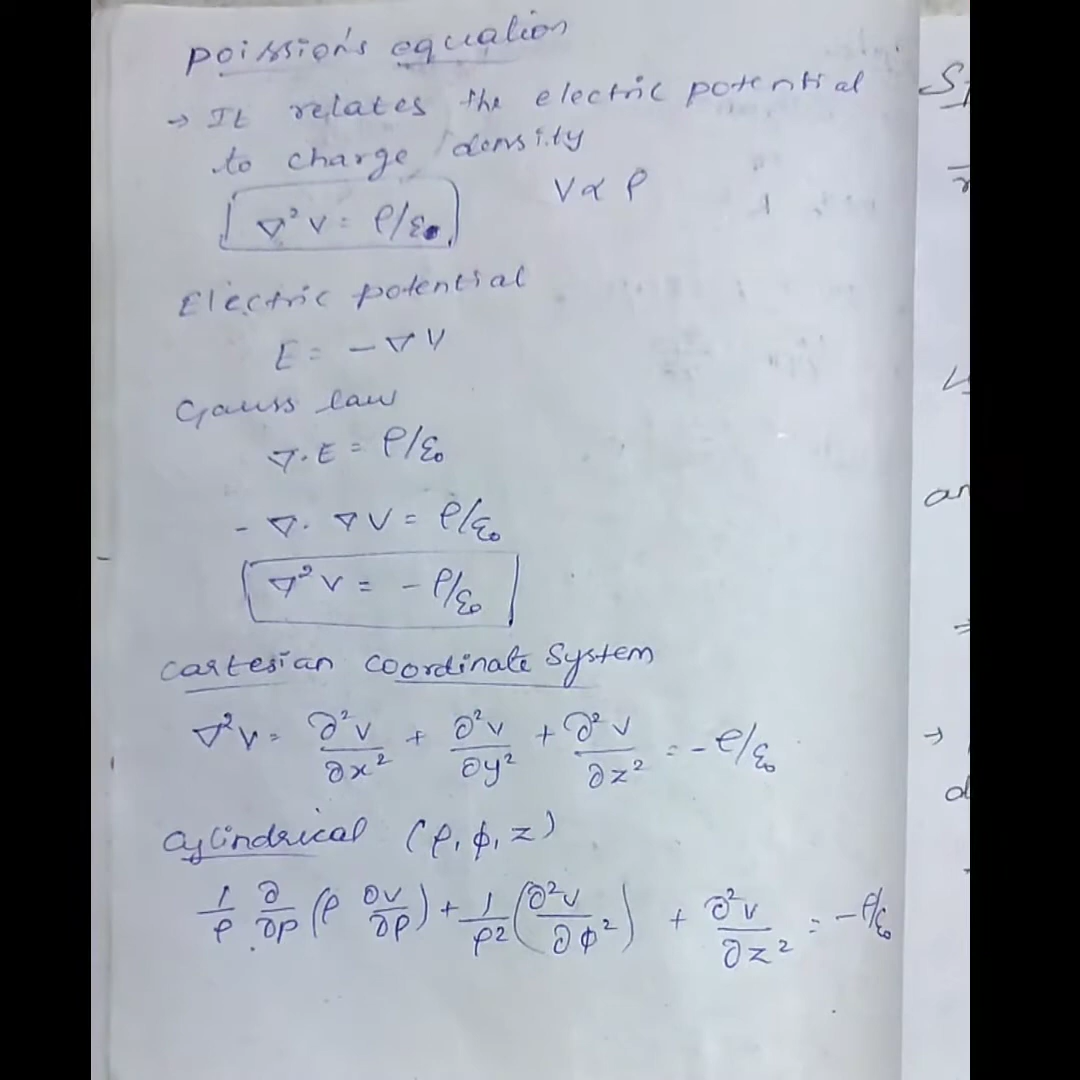 poission's equation
→ It relates the electric potential
to charge density
V ∝ ρ
∇²V = ρ/ε₀
Electric potential
E = -∇V
Gauss law
∇.E = ρ/ε₀
- ∇. ∇V = ρ/ε₀
∇²V = - ρ/ε₀
cartesian coordinate system
∇²V = ∂²V/∂x² + ∂²V/∂y² + ∂²V/∂z² = -ρ/ε₀
cylindrical (ρ, φ, z)
1/ρ ∂/∂ρ (ρ ∂V/∂ρ) + 1/ρ² (∂²V/∂φ²) + ∂²V/∂z² = -ρ/ε₀